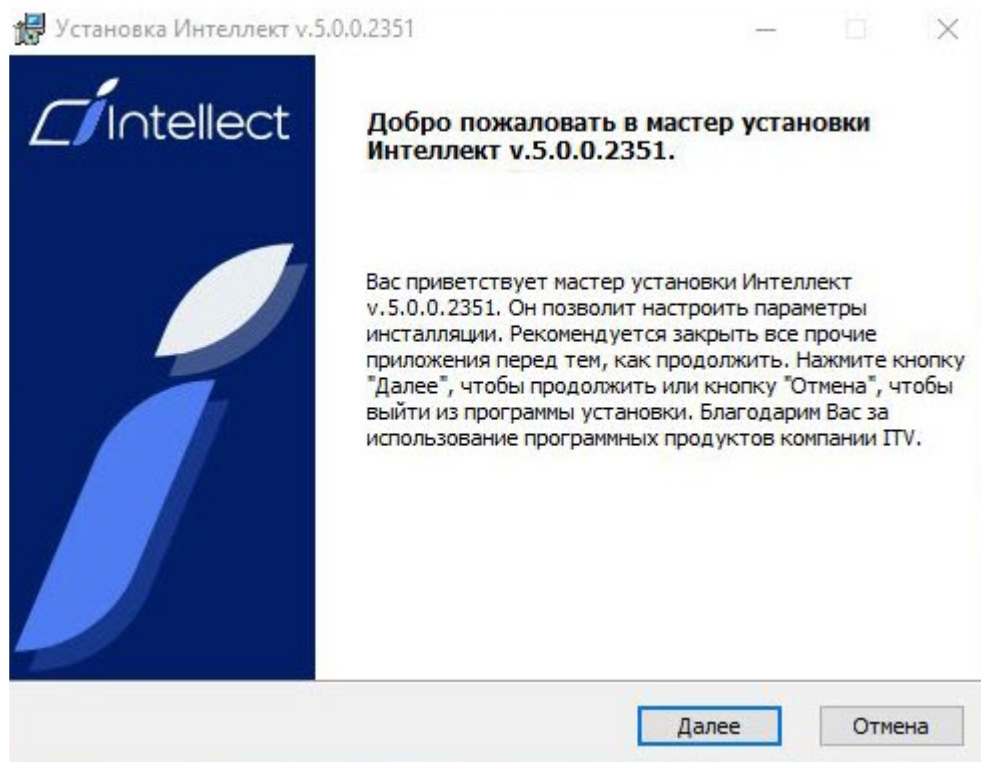 Установка Интеллект v.5.0.0.2351
Intellect
Добро пожаловать в мастер установки
Интеллект v.5.0.0.2351.
Вас приветствует мастер установки Интеллект
v.5.0.0.2351. Он позволит настроить параметры
инсталляции. Рекомендуется закрыть все прочие
приложения перед тем, как продолжить. Нажмите кнопку
"Далее", чтобы продолжить или кнопку "Отмена", чтобы
выйти из программы установки. Благодарим Вас за
использование программных продуктов компании ITV.
Далее
Отмена